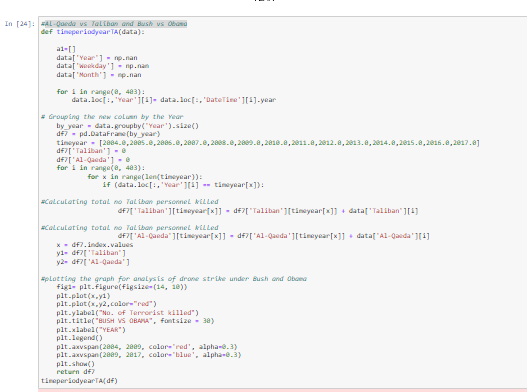 In [24]: #Al-Qaeda vs Taliban and Bush vs Obama
def timeperiodyearTA(data):
a1=[]
data['Year'] = np.nan
data['Weekday'] = np.nan
data['Month'] = np.nan
for i in range(0, 403):
data.loc[:,'Year'][i]= data.loc[:,'DateTime'][i].year
# Grouping the new column by the Year
by_year = data.groupby('Year').size()
df7 = pd.DataFrame(by_year)
timeyear = [2004.0,2005.0,2006.0,2007.0,2008.0,2009.0,2010.0,2011.0,2012.0,2013.0,2014.0,2015.0,2016.0,2017.0]
df7['Taliban'] = 0
df7['Al-Qaeda'] = 0
for i in range(0, 403):
for x in range(len(timeyear)):
if (data.loc[:,'Year'][i] == timeyear[x]):
#Calculating total no Taliban personnel killed
df7['Taliban'][timeyear[x]] = df7['Taliban'][timeyear[x]] + data['Taliban'][i]
#Calculating total no Taliban personnel killed
df7['Al-Qaeda'][timeyear[x]] = df7['Al-Qaeda'][timeyear[x]] + data['Al-Qaeda'][i]
x = df7.index.values
y1= df7['Taliban']
y2= df7['Al-Qaeda']
#plotting the graph for analysis of drone strike under Bush and Obama
fig1= plt.figure(figsize=(14, 10))
plt.plot(x,y1)
plt.plot(x,y2,color="red")
plt.ylabel("No. of Terrorist killed")
plt.title("BUSH VS OBAMA", fontsize = 30)
plt.xlabel("YEAR")
plt.legend()
plt.axvspan(2004, 2009, color='red', alpha=0.3)
plt.axvspan(2009, 2017, color='blue', alpha=0.3)
plt.show()
return df7
timeperiodyearTA(df)